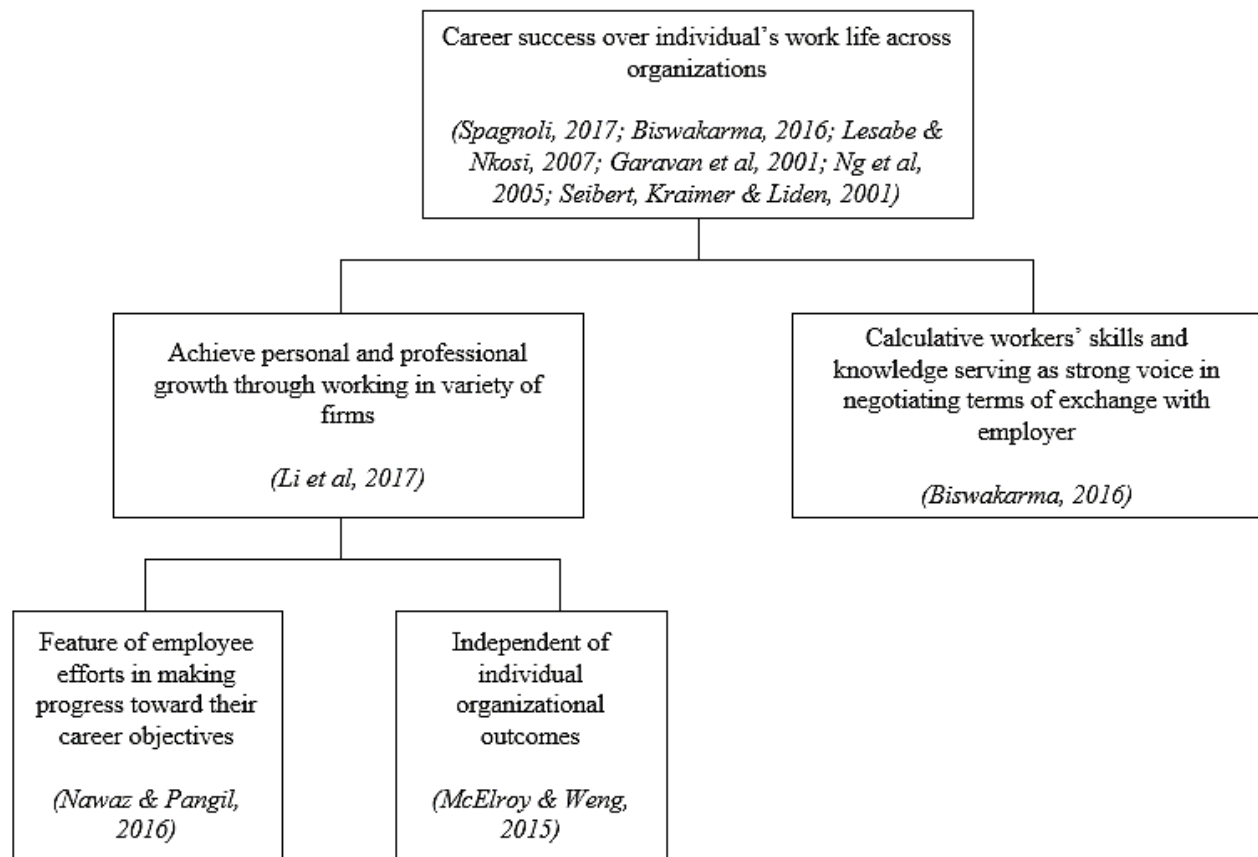 Career success over individual’s work life across
organizations
(Spagnoli, 2017; Biswakarma, 2016; Lesabe &
Nkosi, 2007; Garavan et al, 2001; Ng et al,
2005; Seibert, Kraimer & Liden, 2001)
Achieve personal and professional
growth through working in variety of
firms
(Li et al, 2017)
Calculative workers’ skills and
knowledge serving as strong voice in
negotiating terms of exchange with
employer
(Biswakarma, 2016)
Feature of employee
efforts in making
progress toward their
career objectives
(Nawaz & Pangil,
2016)
Independent of
individual
organizational
outcomes
(McElroy & Weng,
2015)